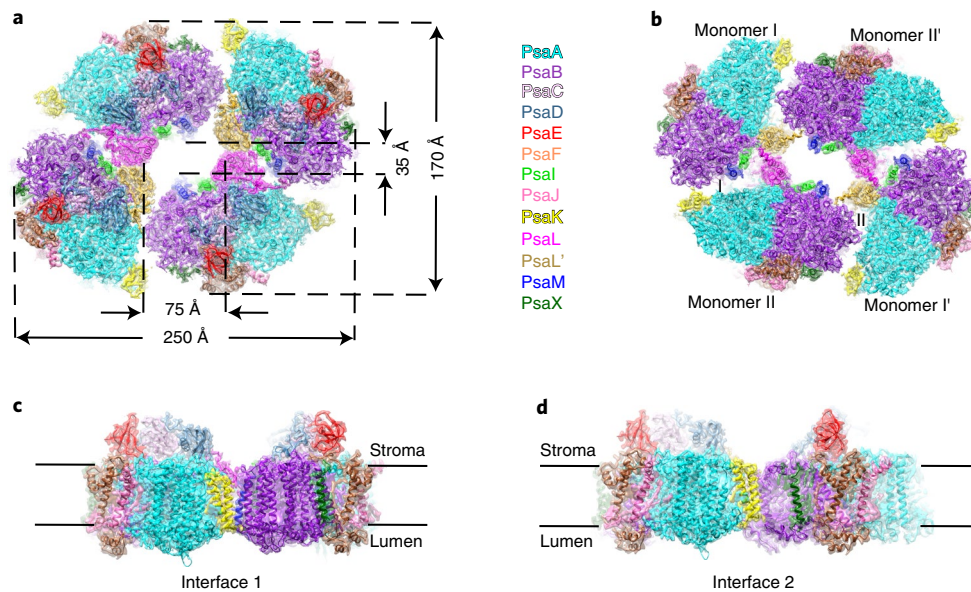 a
35 Å
170 Å
75 Å
250 Å
PsaA
PsaB
PsaC
PsaD
PsaE
PsaF
PsaI
PsaJ
PsaK
PsaL
PsaL'
PsaM
PsaX
b
Monomer I
Monomer II'
I
II
Monomer II
Monomer I'
c
Stroma
Lumen
Interface 1
d
Stroma
Lumen
Interface 2